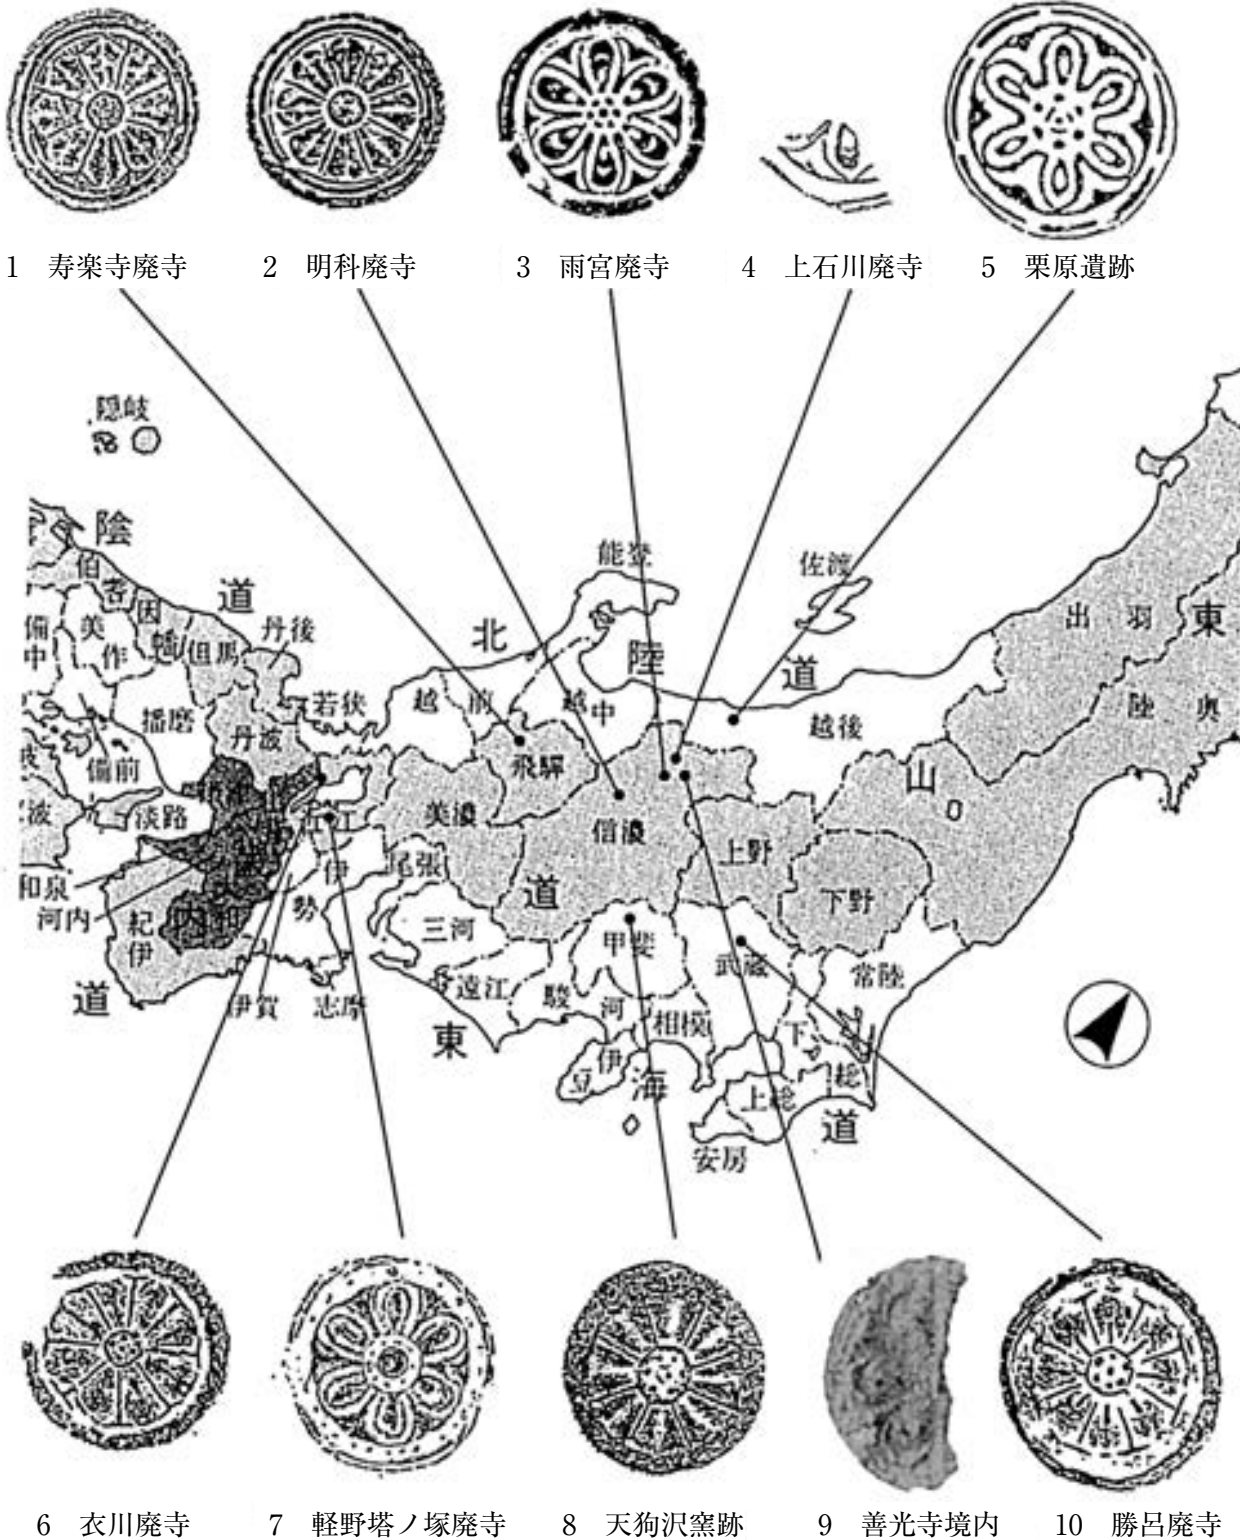 1 寿楽寺廃寺
2 明科廃寺
3 雨宮廃寺
4 上石川廃寺
5 栗原遺跡
隠岐
陰
道
伯
耆
因
幡
但馬
丹後
備
中
美
作
播磨
備前
丹波
若狭
淡路
和泉
河内
紀
伊
道
伊賀
志摩
伊
勢
近江
北
陸
道
能登
佐渡
越
前
越
中
越後
飛騨
美濃
信濃
尾張
三河
遠江
駿
河
甲斐
相模
伊
豆
武蔵
上野
下野
常陸
下
総
上総
安房
東
海
道
出
羽
陸
奥
東
山
道
6 衣川廃寺
7 軽野塔ノ塚廃寺
8 天狗沢窯跡
9 善光寺境内
10 勝呂廃寺